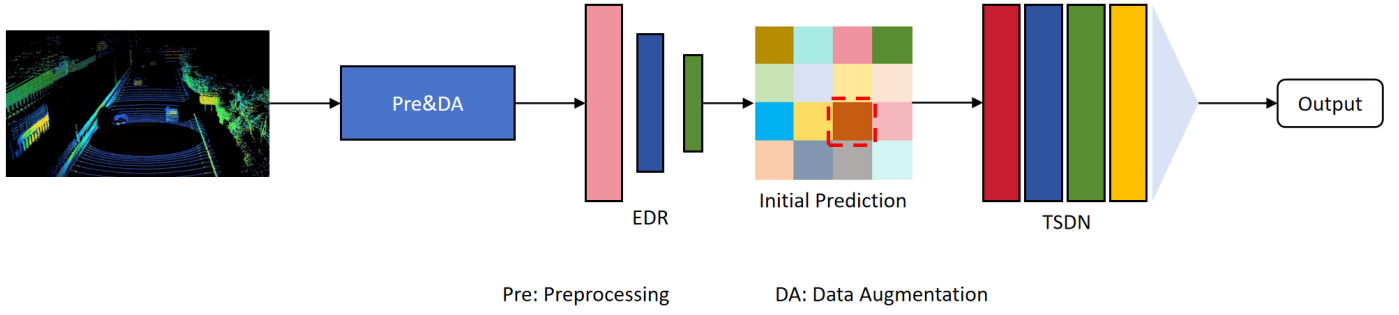 Pre&DA
EDR
Initial Prediction
TSDN
Output
Pre: Preprocessing
DA: Data Augmentation